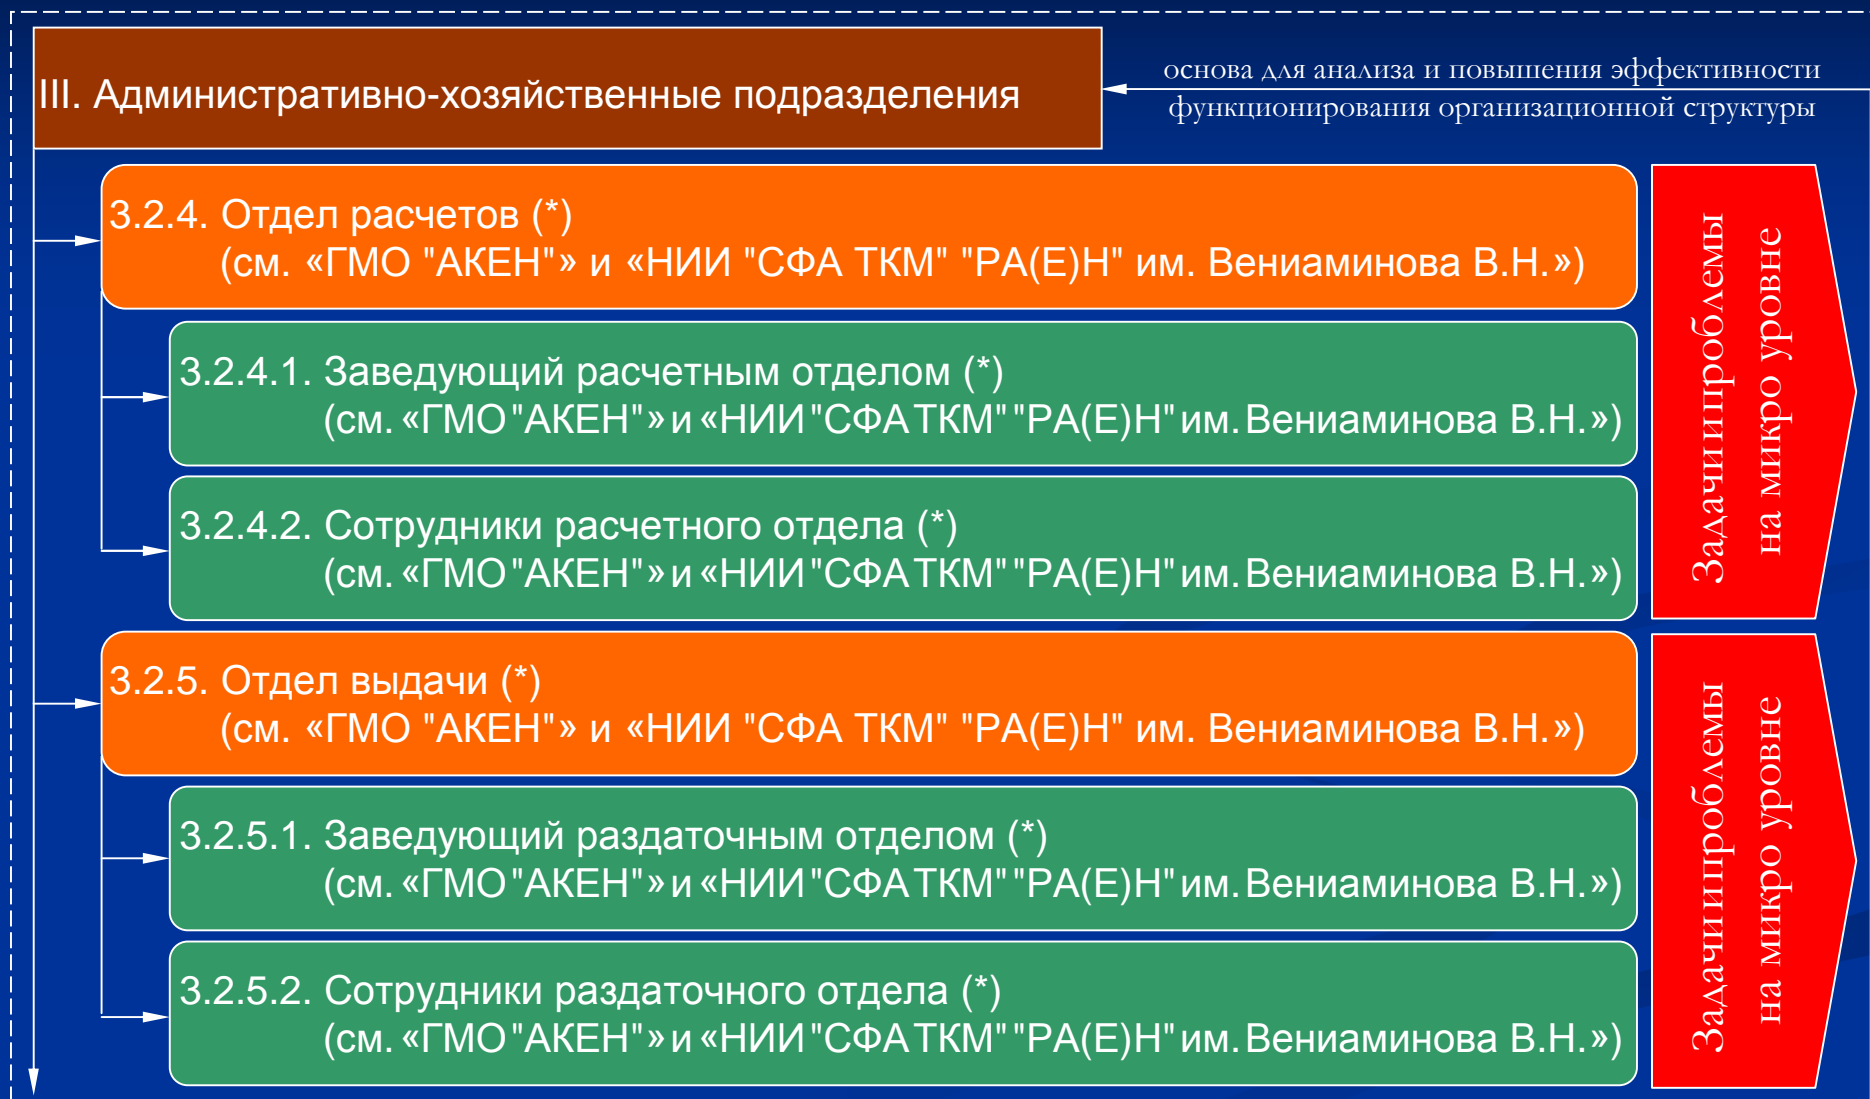 III. Административно-хозяйственные подразделения
основа для анализа и повышения эффективности
функционирования организационной структуры
3.2.4. Отдел расчетов (*)
(см. «ГМО "АКЕН"» и «НИИ "СФА ТКМ" "РА(Е)Н" им. Вениаминова В.Н.»)
3.2.4.1. Заведующий расчетным отделом (*)
(см. «ГМО "АКЕН"» и «НИИ "СФА ТКМ" "РА(Е)Н" им. Вениаминова В.Н.»)
3.2.4.2. Сотрудники расчетного отдела (*)
(см. «ГМО "АКЕН"» и «НИИ "СФА ТКМ" "РА(Е)Н" им. Вениаминова В.Н.»)
Задачи и проблемы
на микро уровне
3.2.5. Отдел выдачи (*)
(см. «ГМО "АКЕН"» и «НИИ "СФА ТКМ" "РА(Е)Н" им. Вениаминова В.Н.»)
3.2.5.1. Заведующий раздаточным отделом (*)
(см. «ГМО "АКЕН"» и «НИИ "СФА ТКМ" "РА(Е)Н" им. Вениаминова В.Н.»)
3.2.5.2. Сотрудники раздаточного отдела (*)
(см. «ГМО "АКЕН"» и «НИИ "СФА ТКМ" "РА(Е)Н" им. Вениаминова В.Н.»)
Задачи и проблемы
на микро уровне